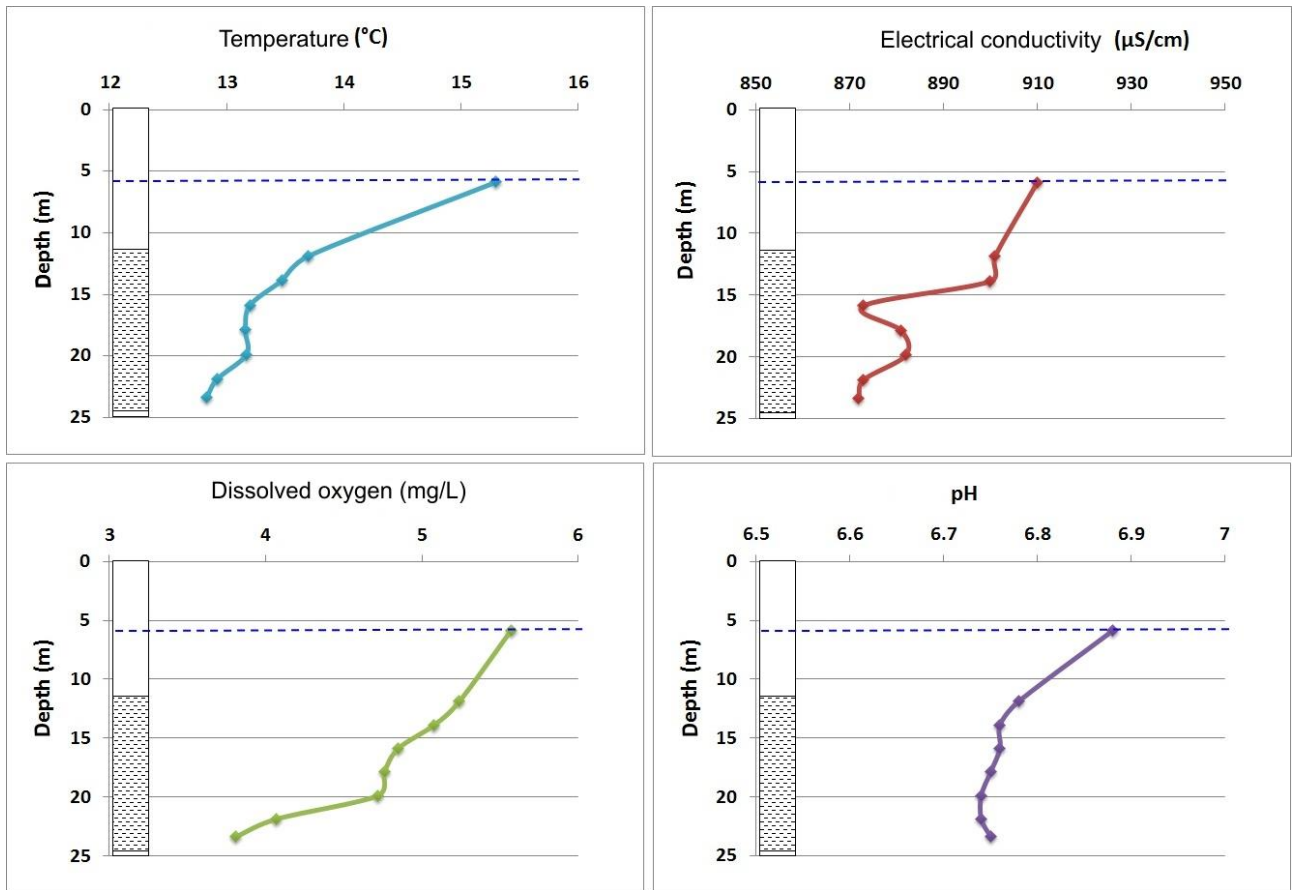 Temperature (°C)
12 13 14 15 16
0
5
10
15
20
25
Depth (m)
Electrical conductivity (µS/cm)
850 870 890 910 930 950
0
5
10
15
20
25
Depth (m)
Dissolved oxygen (mg/L)
3 4 5 6
0
5
10
15
20
25
Depth (m)
pH
6.5 6.6 6.7 6.8 6.9 7
0
5
10
15
20
25
Depth (m)